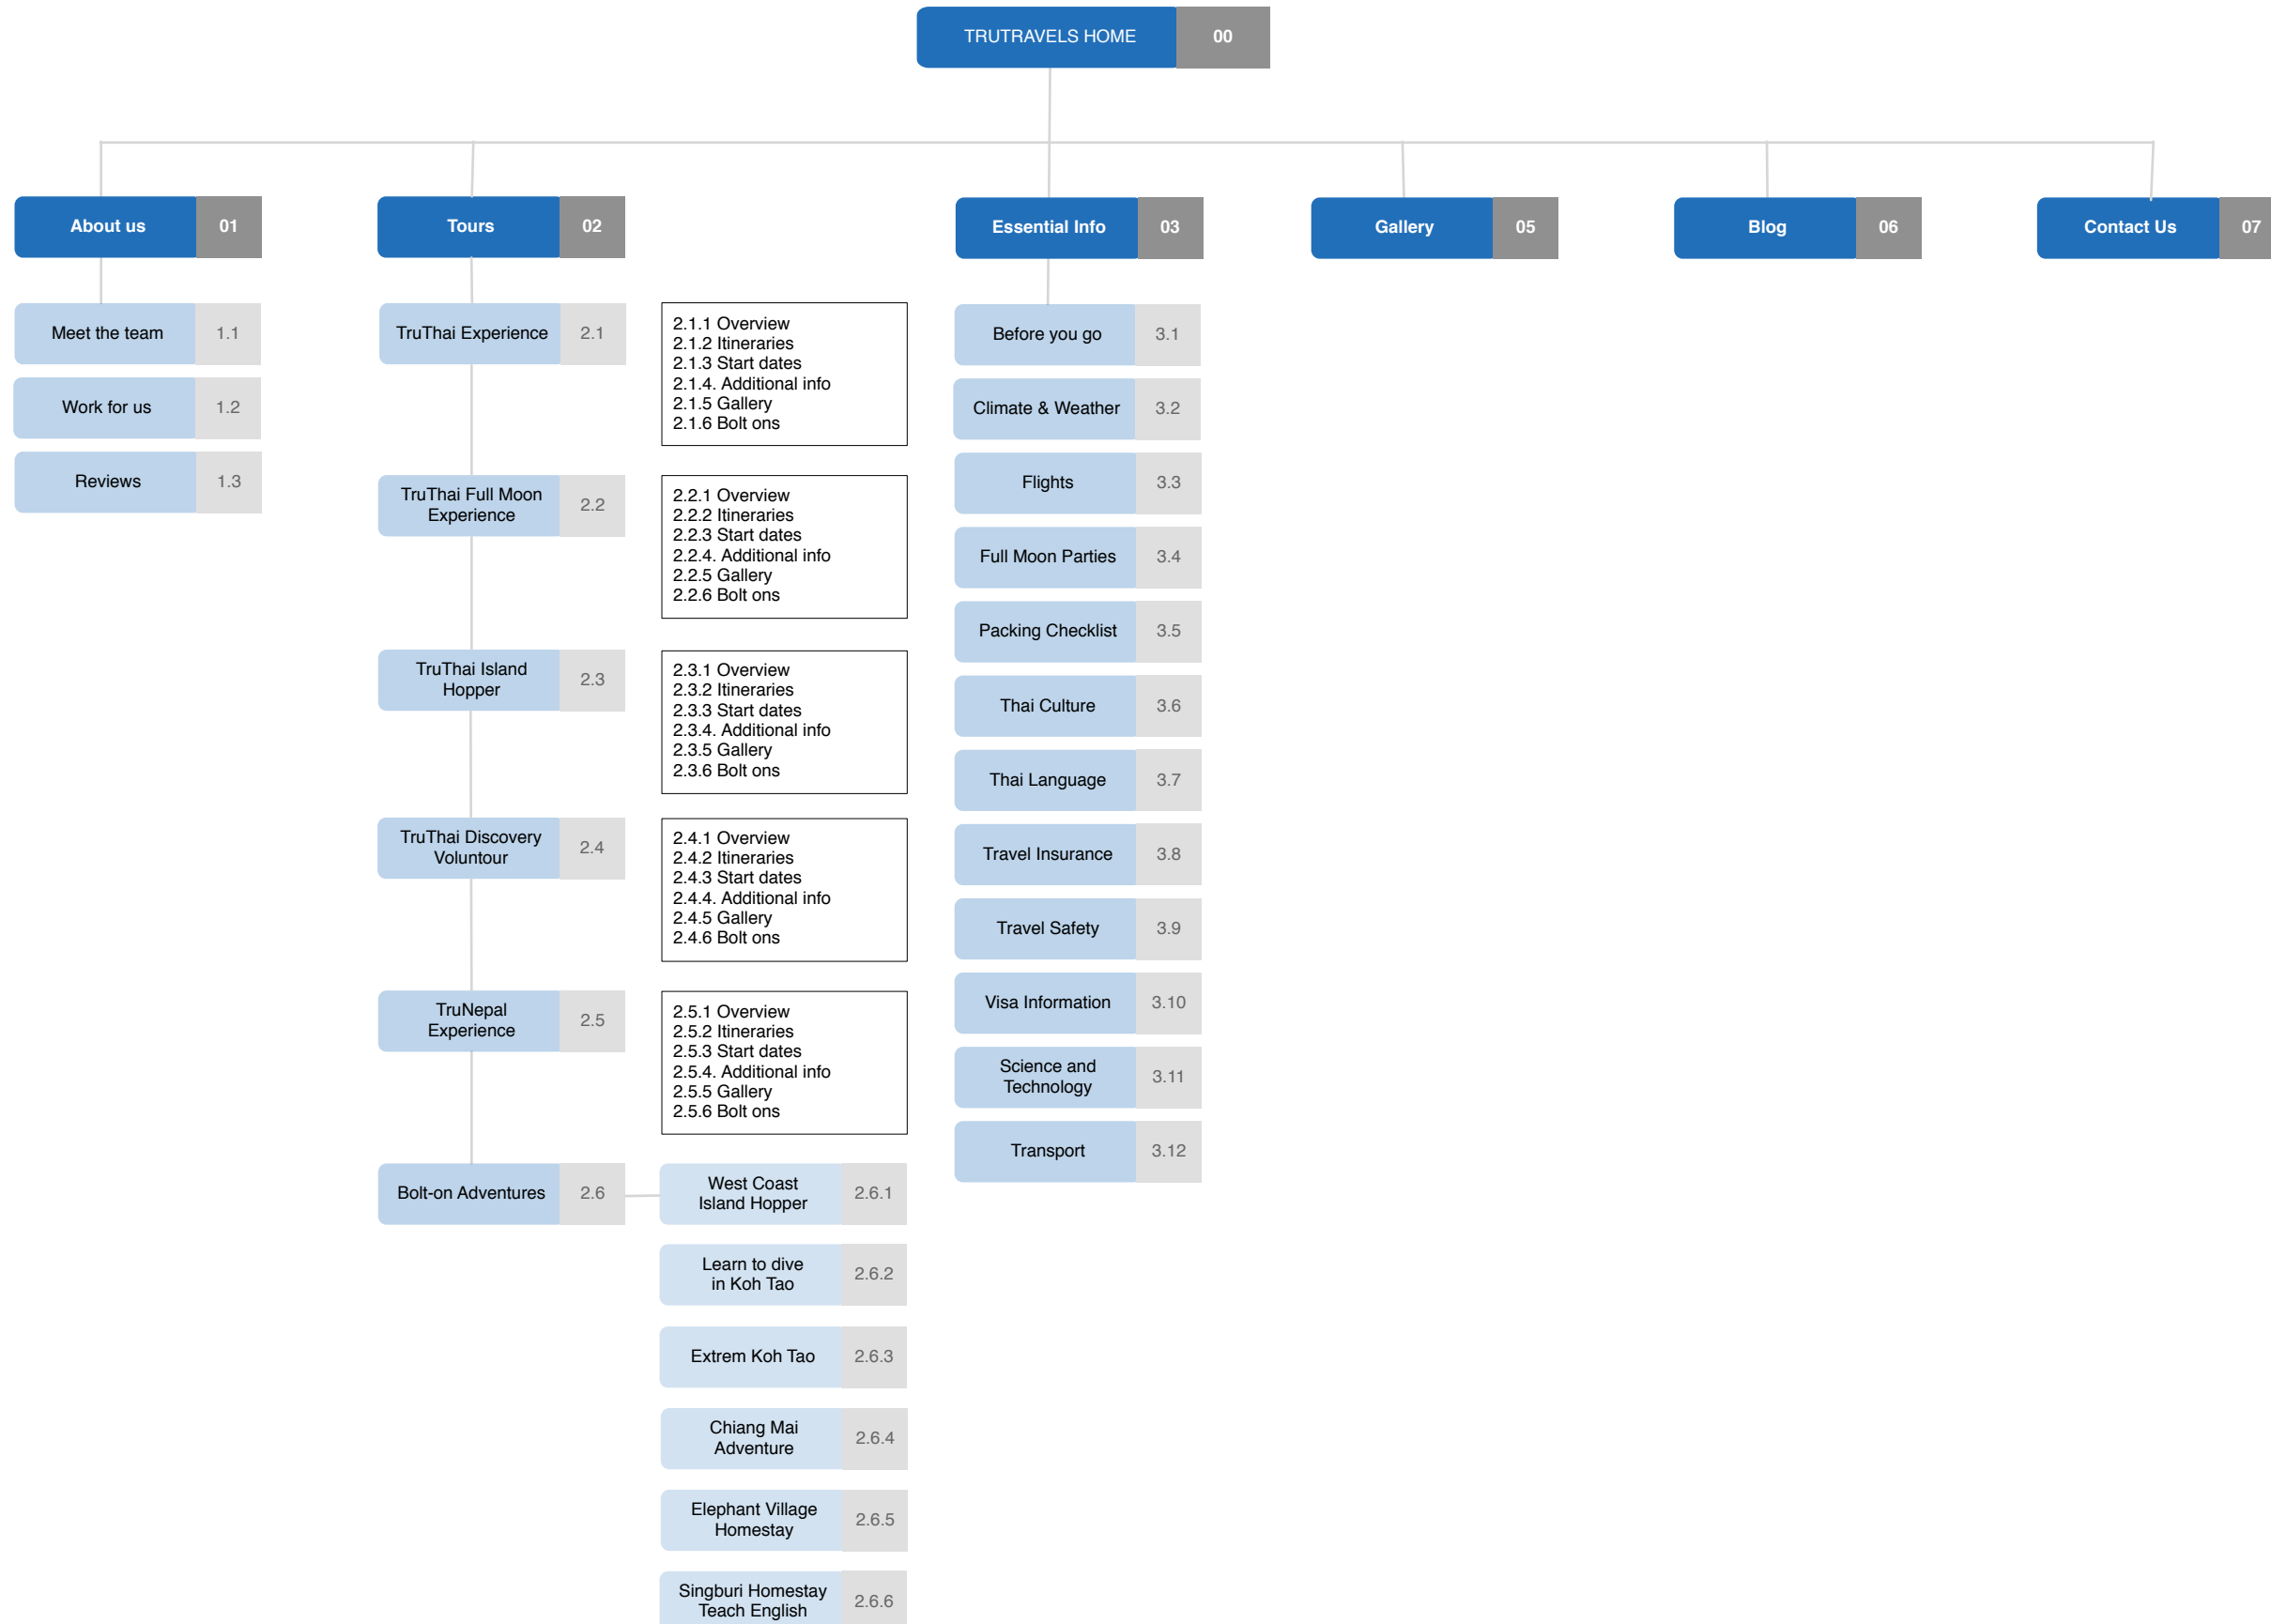 TRUTRAVELS HOME 00
About us 01
Meet the team 1.1
Work for us 1.2
Reviews 1.3
Tours 02
TruThai Experience 2.1
2.1.1 Overview
2.1.2 Itineraries
2.1.3 Start dates
2.1.4. Additional info
2.1.5 Gallery
2.1.6 Bolt ons
TruThai Full Moon
Experience
2.2
2.2.1 Overview
2.2.2 Itineraries
2.2.3 Start dates
2.2.4. Additional info
2.2.5 Gallery
2.2.6 Bolt ons
TruThai Island
Hopper
2.3
2.3.1 Overview
2.3.2 Itineraries
2.3.3 Start dates
2.3.4. Additional info
2.3.5 Gallery
2.3.6 Bolt ons
TruThai Discovery
Voluntour
2.4
2.4.1 Overview
2.4.2 Itineraries
2.4.3 Start dates
2.4.4. Additional info
2.4.5 Gallery
2.4.6 Bolt ons
TruNepal
Experience
2.5
2.5.1 Overview
2.5.2 Itineraries
2.5.3 Start dates
2.5.4. Additional info
2.5.5 Gallery
2.5.6 Bolt ons
Bolt-on Adventures 2.6
West Coast
Island Hopper
2.6.1
Learn to dive
in Koh Tao
2.6.2
Extrem Koh Tao 2.6.3
Chiang Mai
Adventure
2.6.4
Elephant Village
Homestay
2.6.5
Singburi Homestay
Teach English
2.6.6
Essential Info 03
Before you go 3.1
Climate & Weather 3.2
Flights 3.3
Full Moon Parties 3.4
Packing Checklist 3.5
Thai Culture 3.6
Thai Language 3.7
Travel Insurance 3.8
Travel Safety 3.9
Visa Information 3.10
Science and
Technology
3.11
Transport 3.12
Gallery 05
Blog 06
Contact Us 07